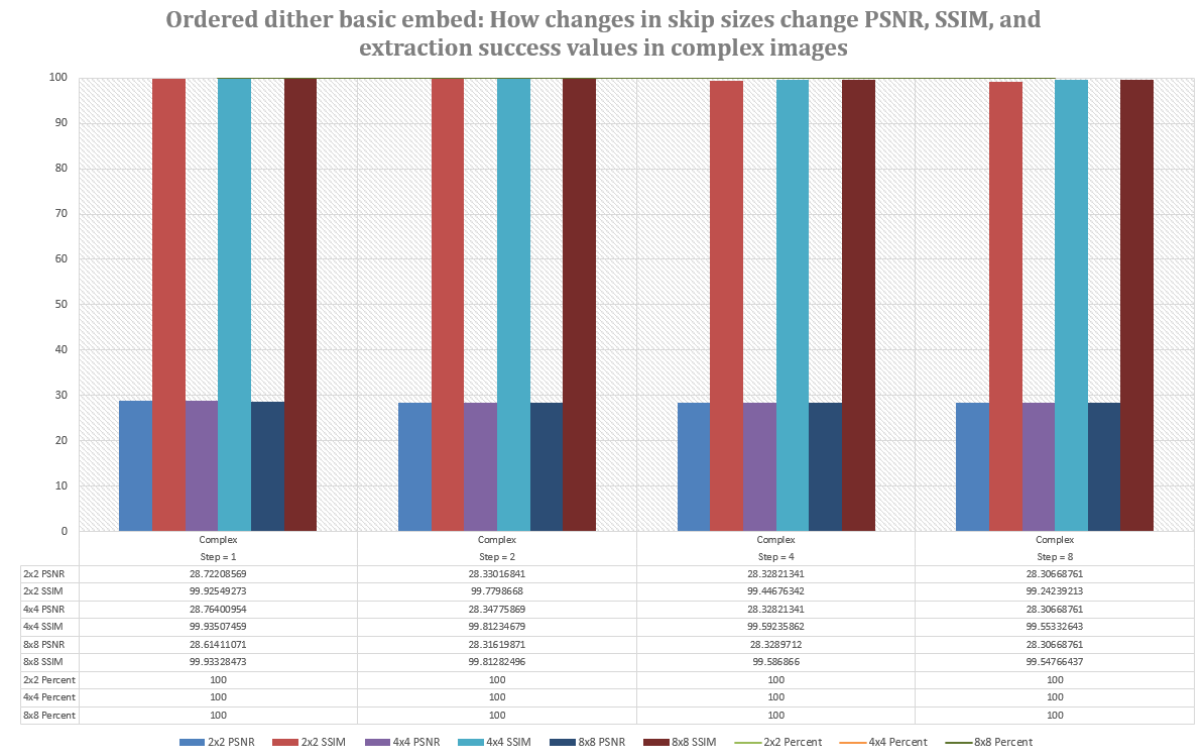 Ordered dither basic embed: How changes in skip sizes change PSNR, SSIM, and
extraction success values in complex images
100
90
80
70
60
50
40
30
20
10
0
Complex Complex Complex Complex
Step = 1 Step = 2 Step = 4 Step = 8
2x2 PSNR 28.72208569 28.33016841 28.32821341 28.30668761
2x2 SSIM 99.92549273 99.7798668 99.44676342 99.24239213
4x4 PSNR 28.76400954 28.34775869 28.32821341 28.30668761
4x4 SSIM 99.93507459 99.81234679 99.59235862 99.55332643
8x8 PSNR 28.61411071 28.31619871 28.3289712 28.30668761
8x8 SSIM 99.93328473 99.81282496 99.586866 99.54766437
2x2 Percent 100 100 100 100
4x4 Percent 100 100 100 100
8x8 Percent 100 100 100 100
2x2 PSNR 2x2 SSIM 4x4 PSNR 4x4 SSIM 8x8 PSNR 8x8 SSIM 2x2 Percent 4x4 Percent 8x8 Percent